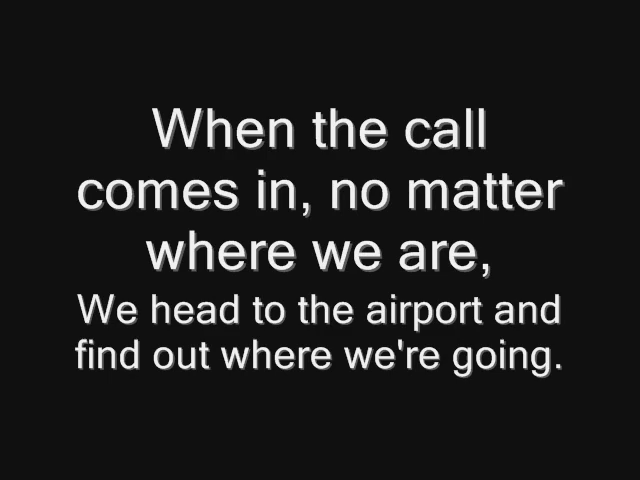 When the call
comes in, no matter
where we are,
We head to the airport and
find out where we're going.